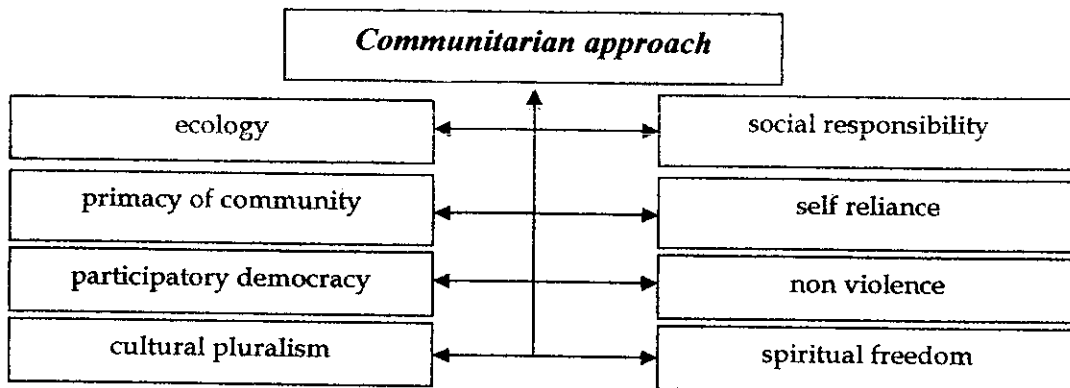 Communitarian approach
ecology
social responsibility
primacy of community
self reliance
participatory democracy
non violence
cultural pluralism
spiritual freedom